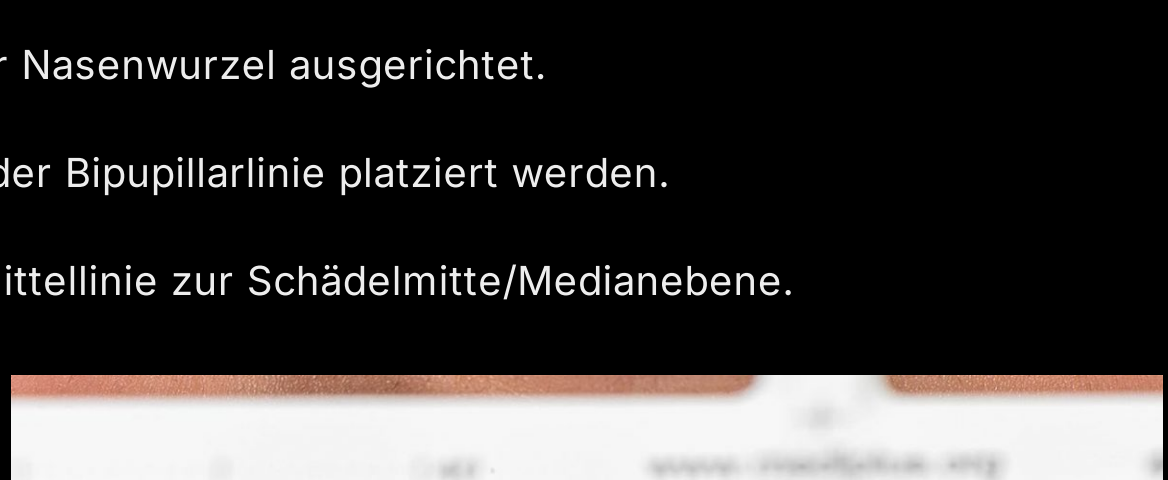 r Nasenwurzel ausgerichtet.
der Bipupillarlinie platziert werden.
ittellinie zur Schädelmitte/Medianebene.